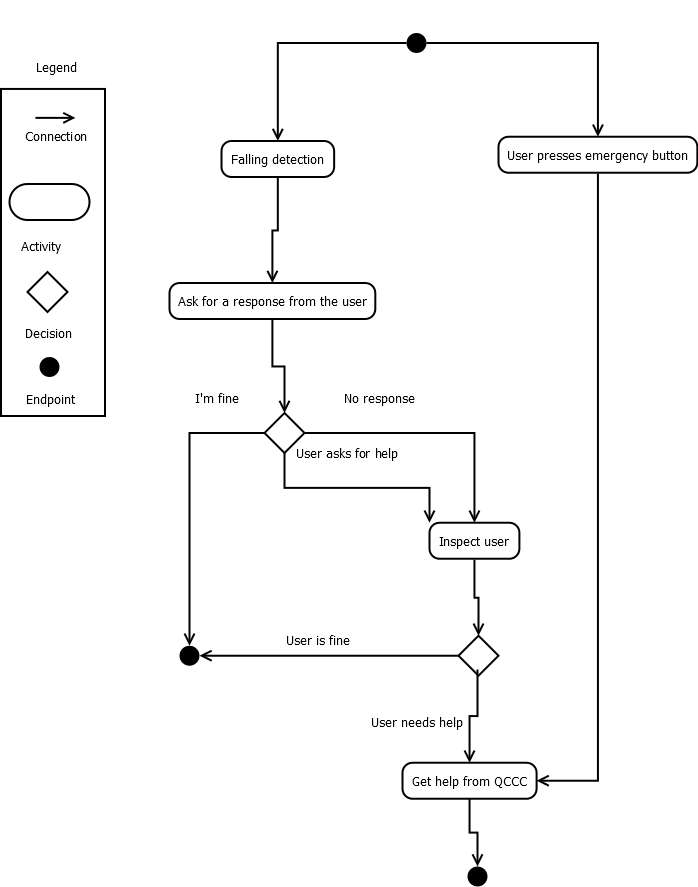 Legend
Connection
Activity
Decision
Endpoint
Falling detection
User presses emergency button
Ask for a response from the user
I'm fine
No response
User asks for help
Inspect user
User is fine
User needs help
Get help from QCCC